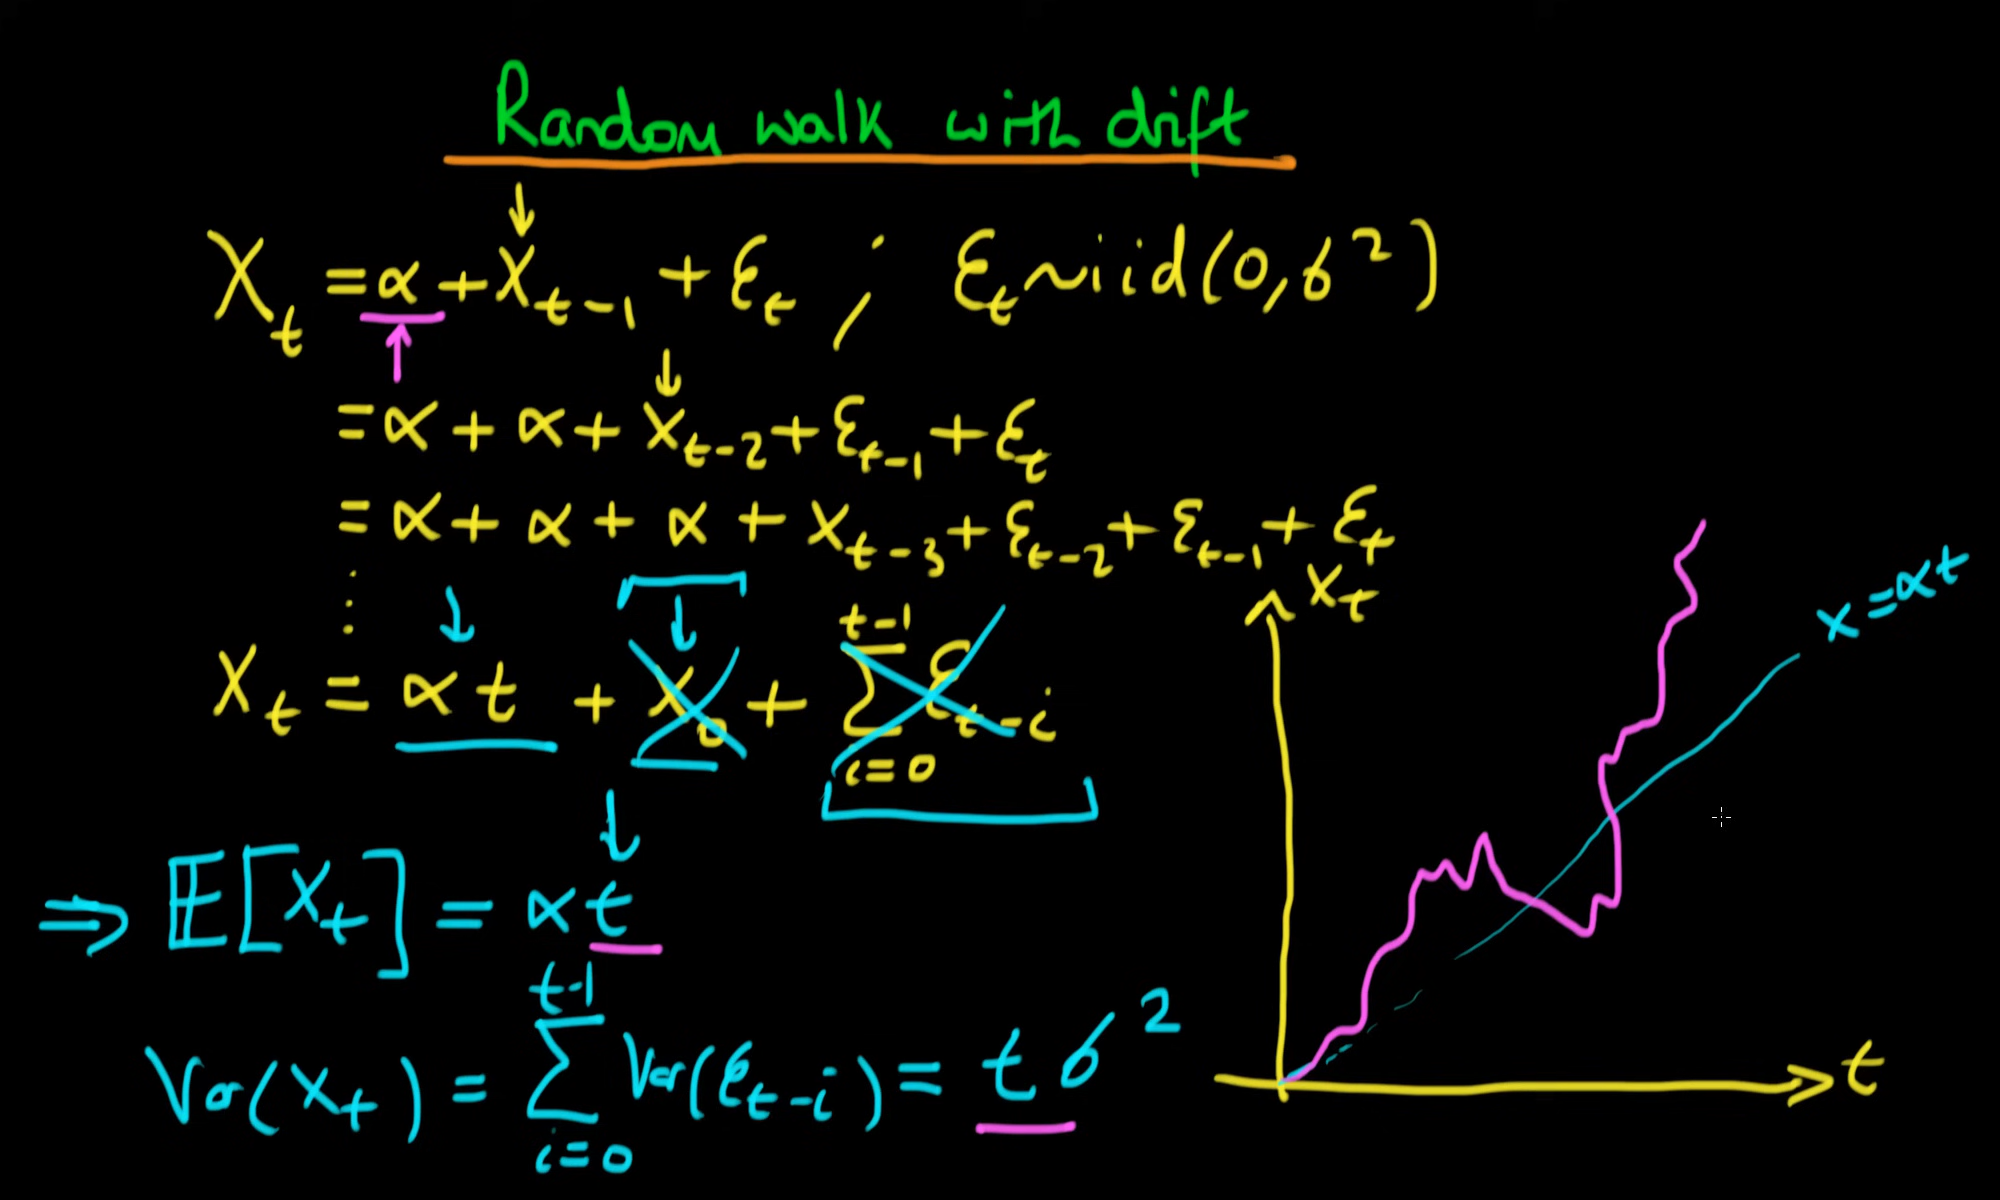 Random walk with drift
X_t = α + X_{t-1} + ε_t ; ε_t ~ iid(0, σ²)
= α + α + X_{t-2} + ε_{t-1} + ε_t
= α + α + α + X_{t-3} + ε_{t-2} + ε_{t-1} + ε_t
⋮
X_t = αt + X_0 + ∑_{i=0}^{t-1} ε_{t-i}
⇒ 𝔼[X_t] = αt
Var(X_t) = ∑_{i=0}^{t-1} Var(ε_{t-i}) = tσ²
X_t
x = αt
t